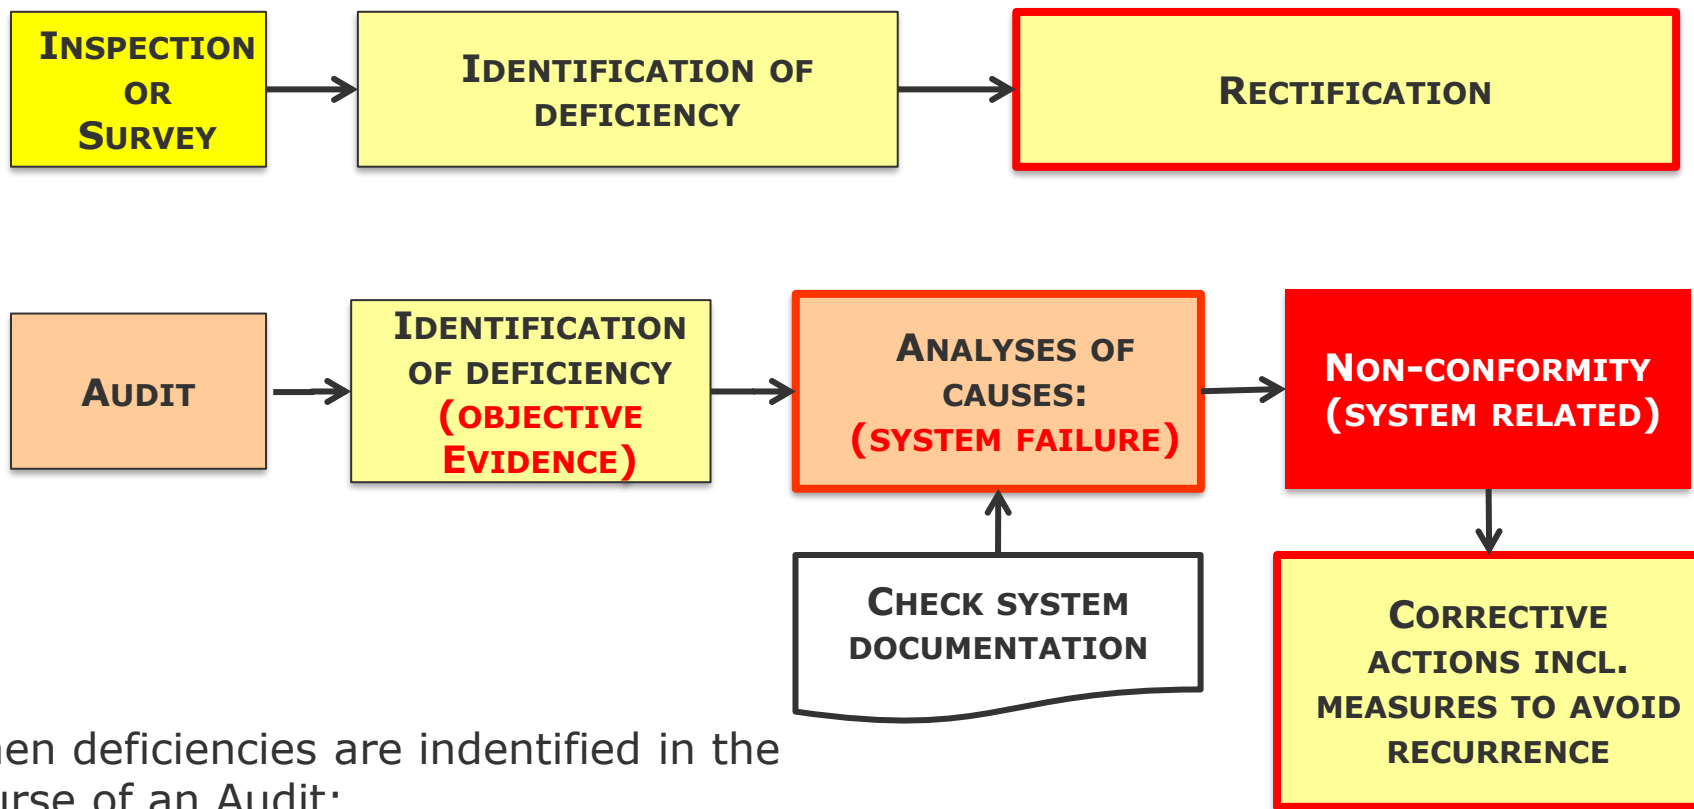 INSPECTION
OR
SURVEY
IDENTIFICATION OF
DEFICIENCY
RECTIFICATION
AUDIT
IDENTIFICATION
OF DEFICIENCY
(OBJECTIVE
EVIDENCE)
ANALYSES OF
CAUSES:
(SYSTEM FAILURE)
NON-CONFORMITY
(SYSTEM RELATED)
CHECK SYSTEM
DOCUMENTATION
CORRECTIVE
ACTIONS INCL.
MEASURES TO AVOID
RECURRENCE
deficiencies are indentified in the
of an Audit: